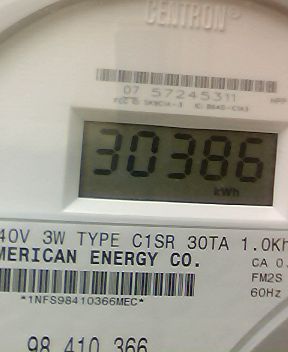 CENTRON®
07 57245311
30386
kWh
40V 3W TYPE C1SR 30TA 1.0Kh
MERICAN ENERGY CO.
CA 0.
FM2S
*1NFS98410366MEC*
60Hz
98 410 366